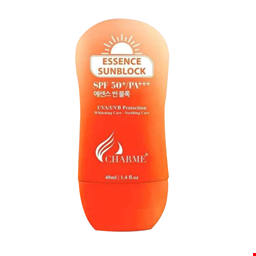 ESSENCE
SUNBLOCK
SPF 50+/PA+++
에센스 썬 블록
UVA/UVB Protection
Whitening Care · Soothing Care
CHARME
40ml | 1.4 fl.oz